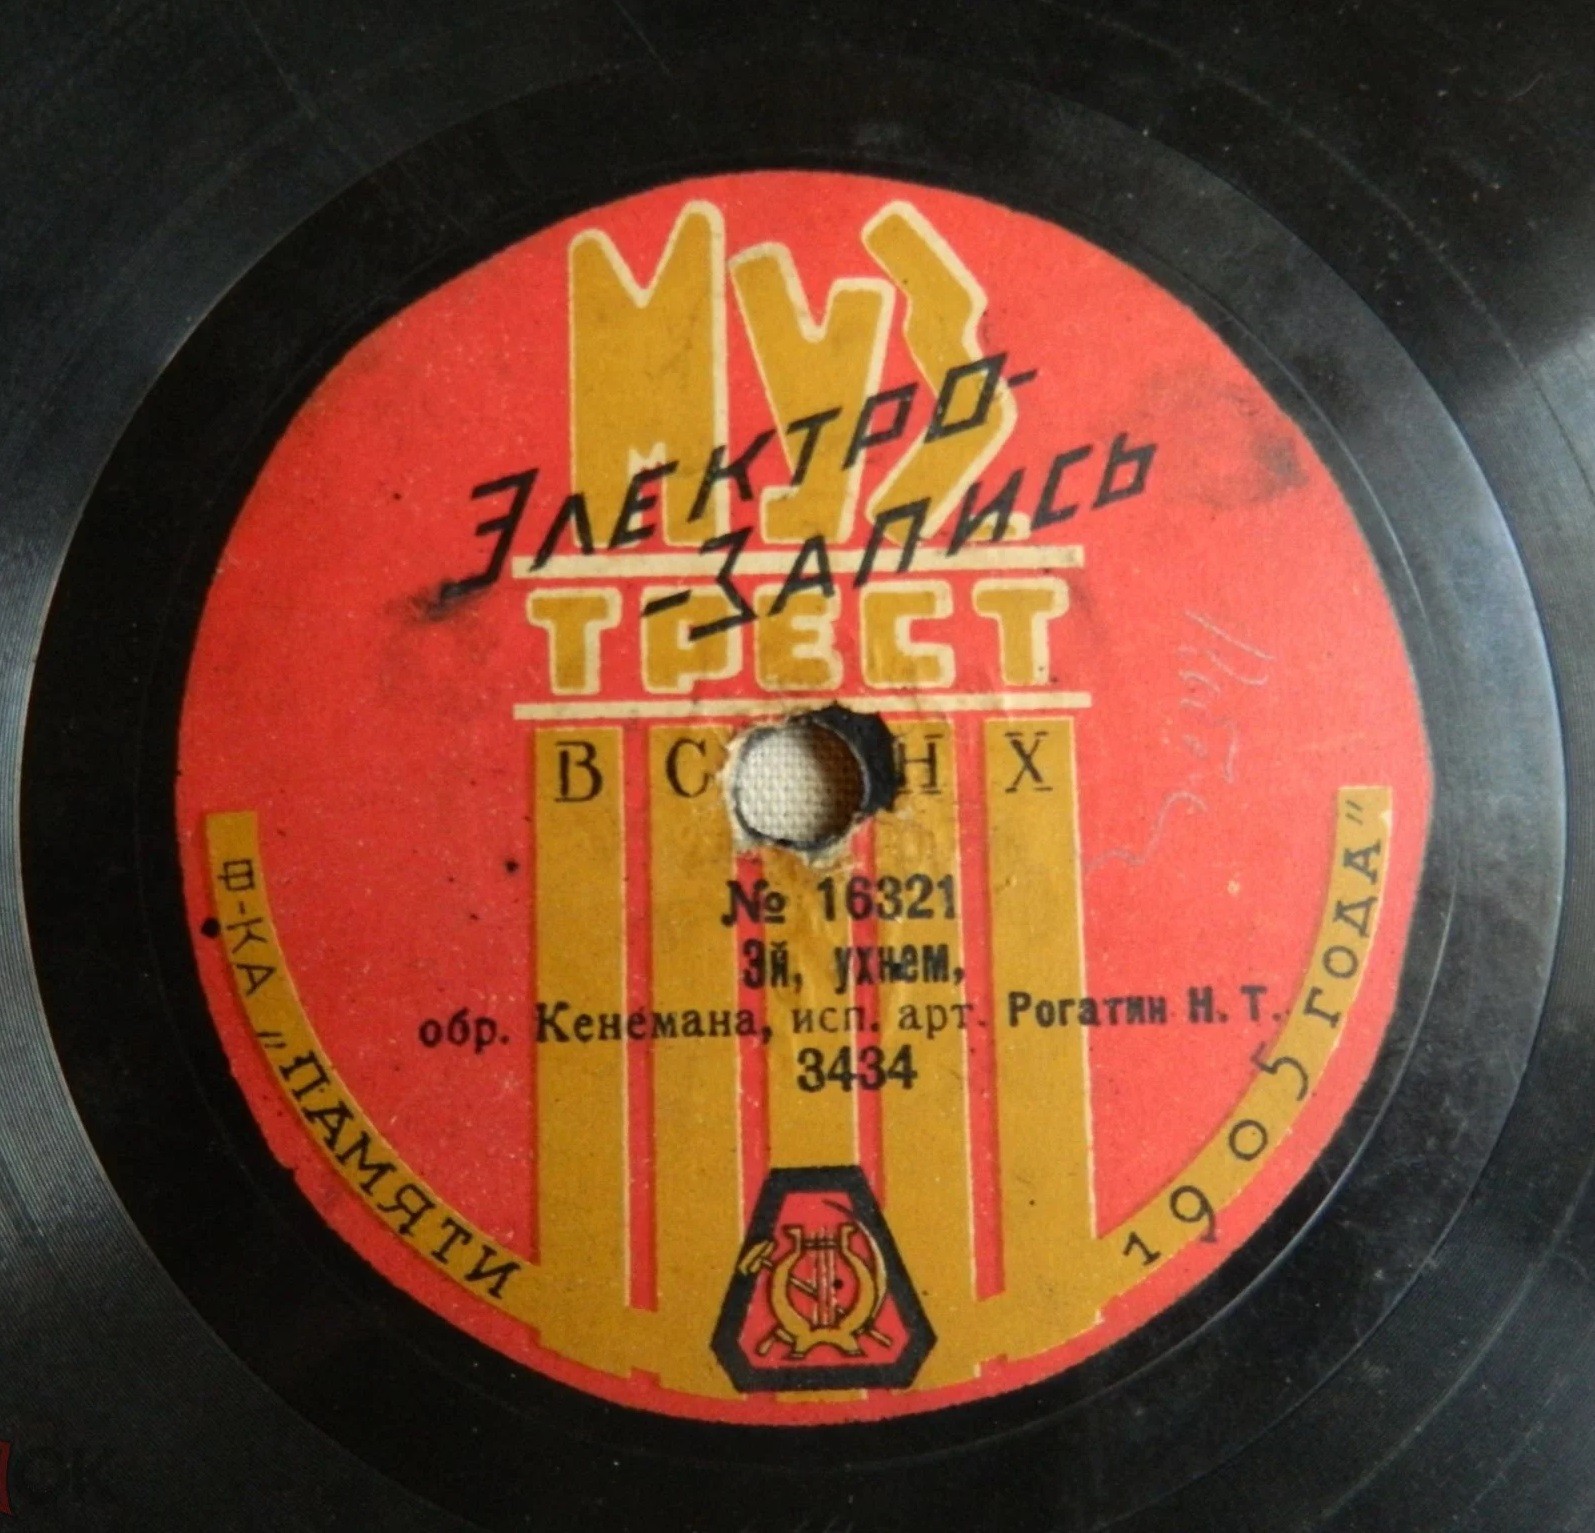 Муз
ЭЛЕКТРО-
-ЗАПИСЬ
ТРЕСТ
В С Н Х
№ 16321
Эй, ухнем,
обр. Кенемана, исп. арт. Рогатин Н. Т.
3434
Ф-КА „ПАМЯТИ 1905 ГОДА"